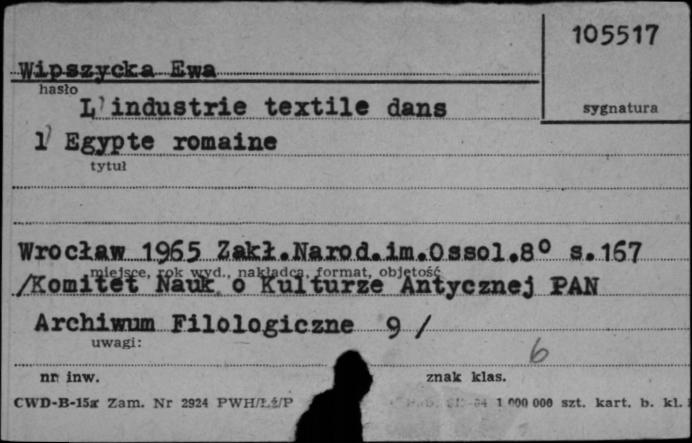 105517
Wipszycka Ewa
hasło
L'industrie textile dans
sygnatura
l' Egypte romaine
tytuł
Wrocław 1965 Zakł.Narod.im.Ossol.8° s.167
miejsce, rok wyd., nakładca, format, objętość
/Komitet Nauk o Kulturze Antycznej PAN
Archiwum Filologiczne 9 /
uwagi:
6
nr inw.
znak klas.
CWD-B-15a Zam. Nr 2924 PWH/Lż/P 1 000 000 szt. kart. b. kl.